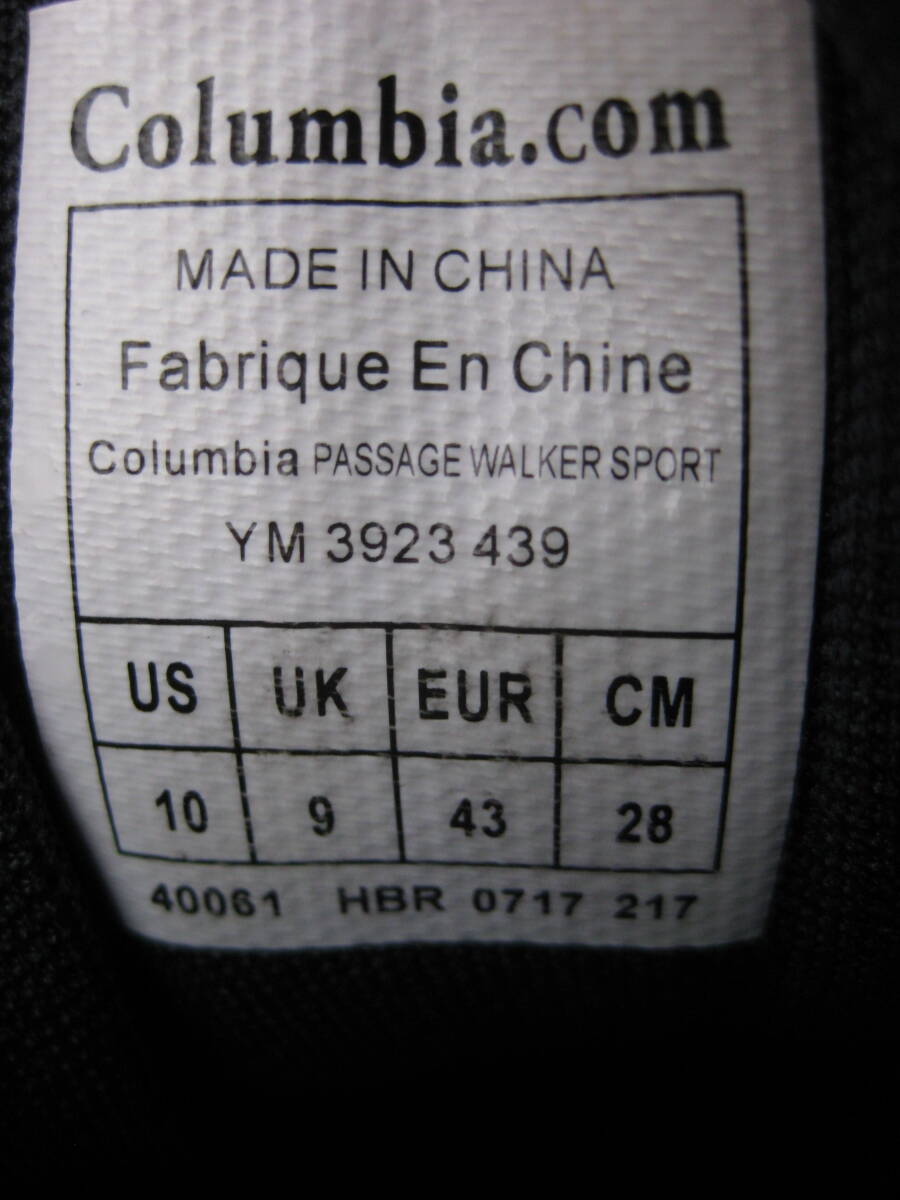 Columbia.com
MADE IN CHINA
Fabrique En Chine
Columbia PASSAGE WALKER SPORT
YM 3923 439
US UK EUR CM
10 9 43 28
40061 HBR 0717 217